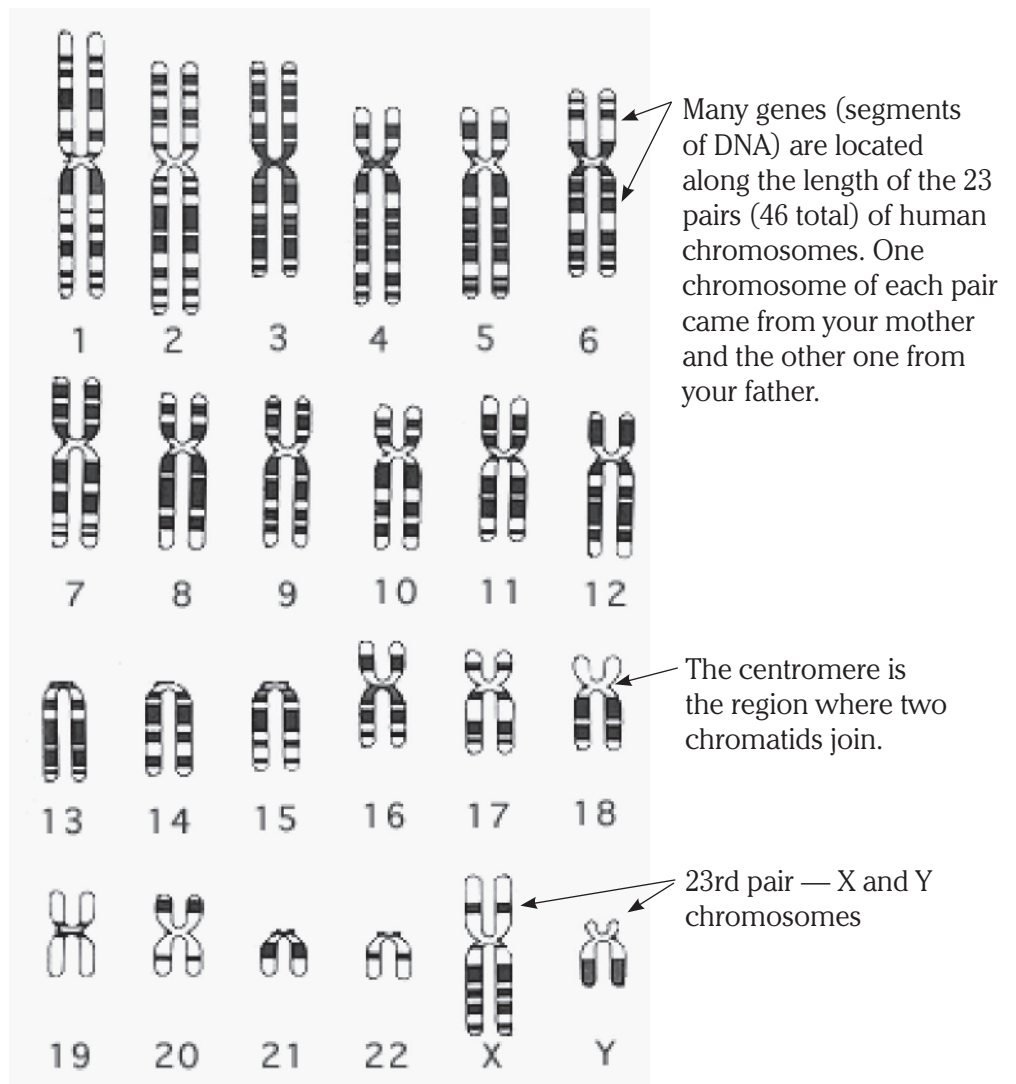 Many genes (segments
of DNA) are located
along the length of the 23
pairs (46 total) of human
chromosomes. One
chromosome of each pair
came from your mother
and the other one from
your father.
1 2 3 4 5 6
7 8 9 10 11 12
The centromere is
the region where two
chromatids join.
13 14 15 16 17 18
23rd pair — X and Y
chromosomes
19 20 21 22 X Y